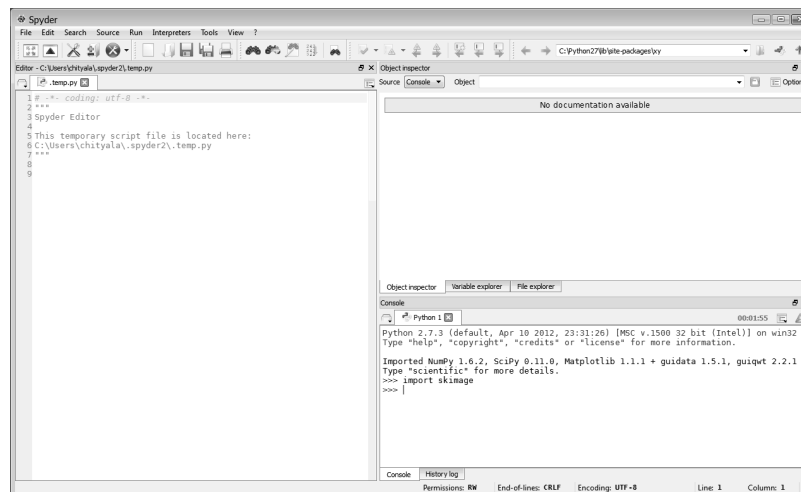 Spyder
File Edit Search Source Run Interpreters Tools View ?
C:\Python27\lib\site-packages\xy
Editor - C:\Users\chityala\.spyder2\.temp.py
.temp.py
1 # -*- coding: utf-8 -*-
2 """
3 Spyder Editor
4
5 This temporary script file is located here:
6 C:\Users\chityala\.spyder2\.temp.py
7 """
8
9
Object inspector
Source Console Object Option
No documentation available
Object inspector Variable explorer File explorer
Console
Python 1 00:01:55
Python 2.7.3 (default, Apr 10 2012, 23:31:26) [MSC v.1500 32 bit (Intel)] on win32
Type "help", "copyright", "credits" or "license" for more information.
Imported NumPy 1.6.2, SciPy 0.11.0, Matplotlib 1.1.1 + guidata 1.5.1, guiqwt 2.2.1
Type "scientific" for more details.
>>> import skimage
>>>
Console History log
Permissions: RW End-of-lines: CRLF Encoding: UTF-8 Line: 1 Column: 1